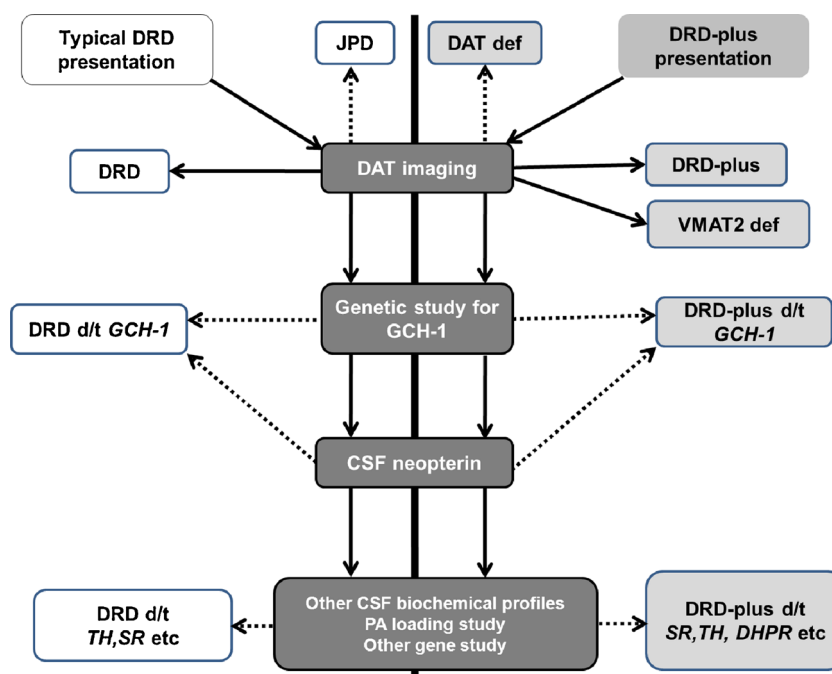 Typical DRD
presentation
JPD
DAT def
DRD-plus
presentation
DRD
DAT imaging
DRD-plus
VMAT2 def
DRD d/t GCH-1
Genetic study for
GCH-1
DRD-plus d/t
GCH-1
CSF neopterin
DRD d/t
TH,SR etc
Other CSF biochemical profiles
PA loading study
Other gene study
DRD-plus d/t
SR,TH, DHPR etc